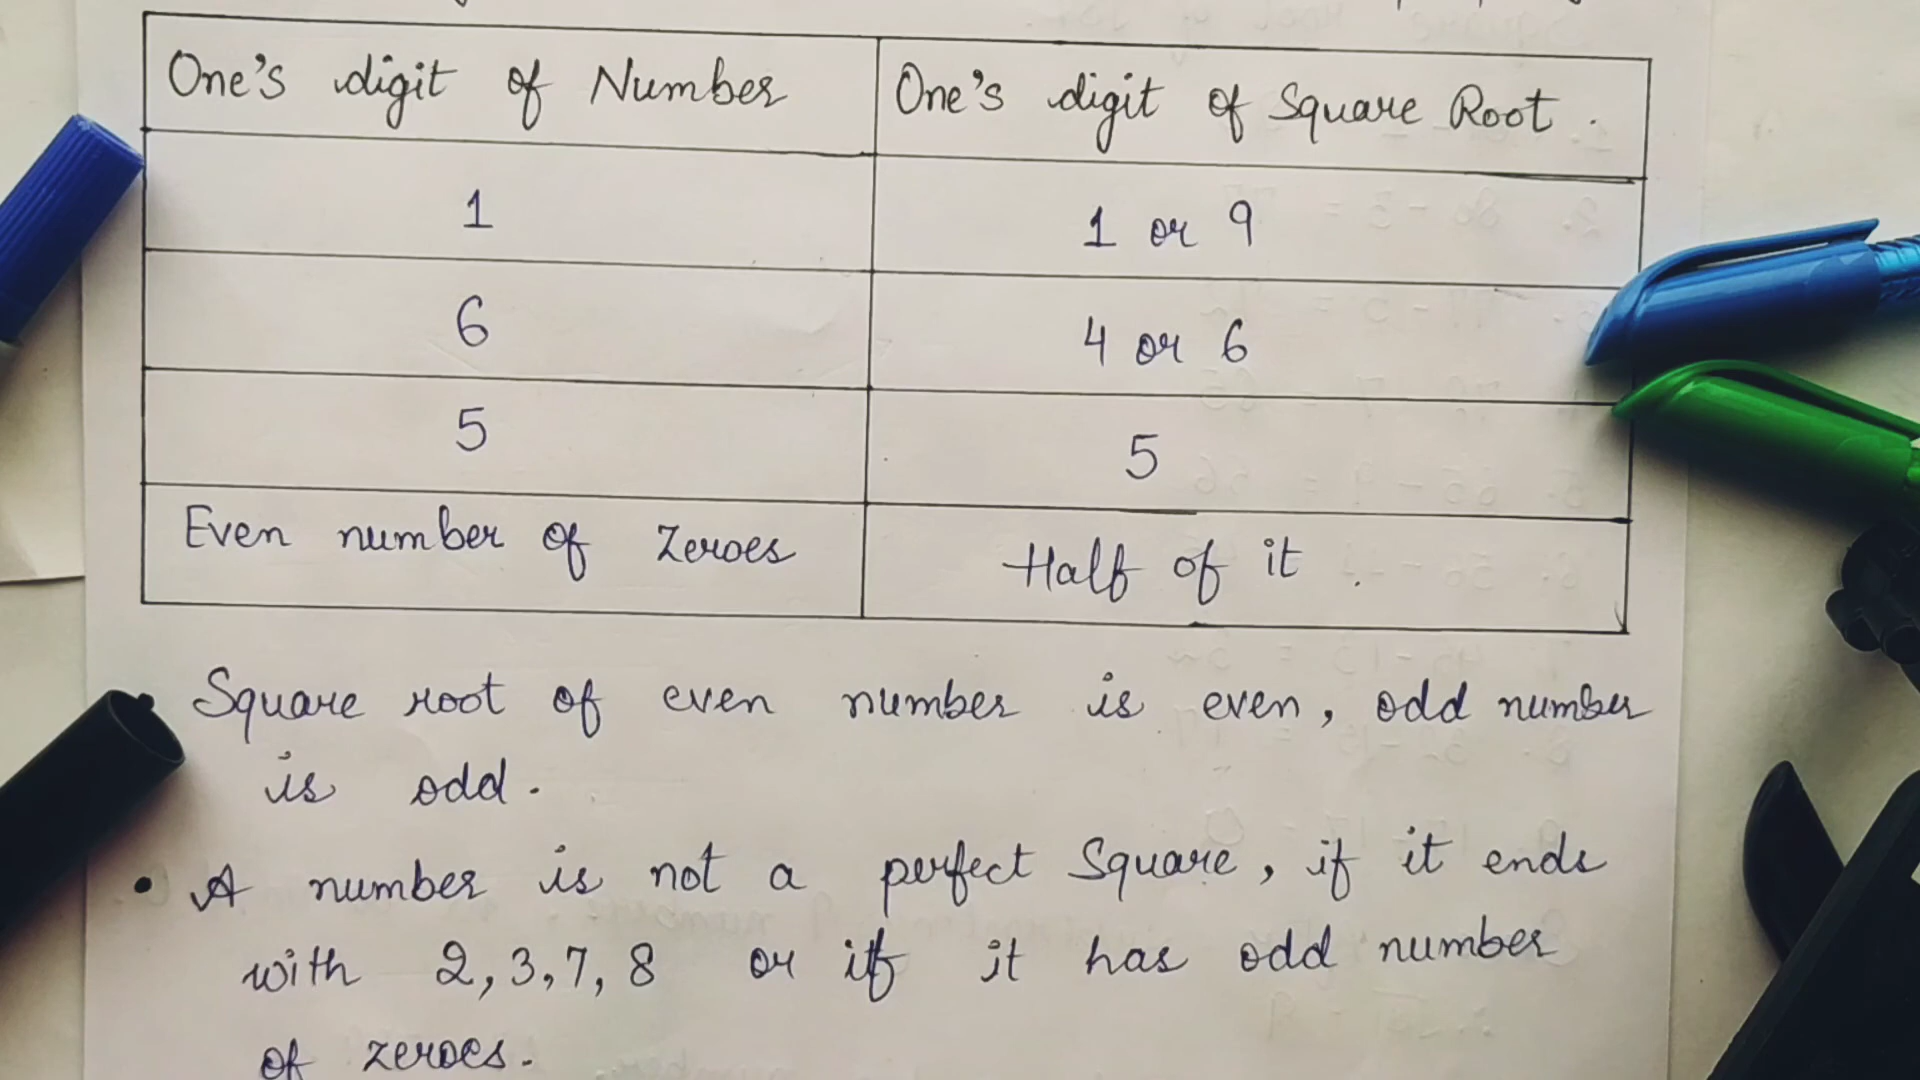 One's digit of Number One's digit of Square Root.
1 1 or 9
6 4 or 6
5 5
Even number of Zeroes Half of it.
Square root of even number is even, odd number
is odd.
• A number is not a perfect Square, if it ends
with 2,3,7,8 or if it has odd number
of zeroes.